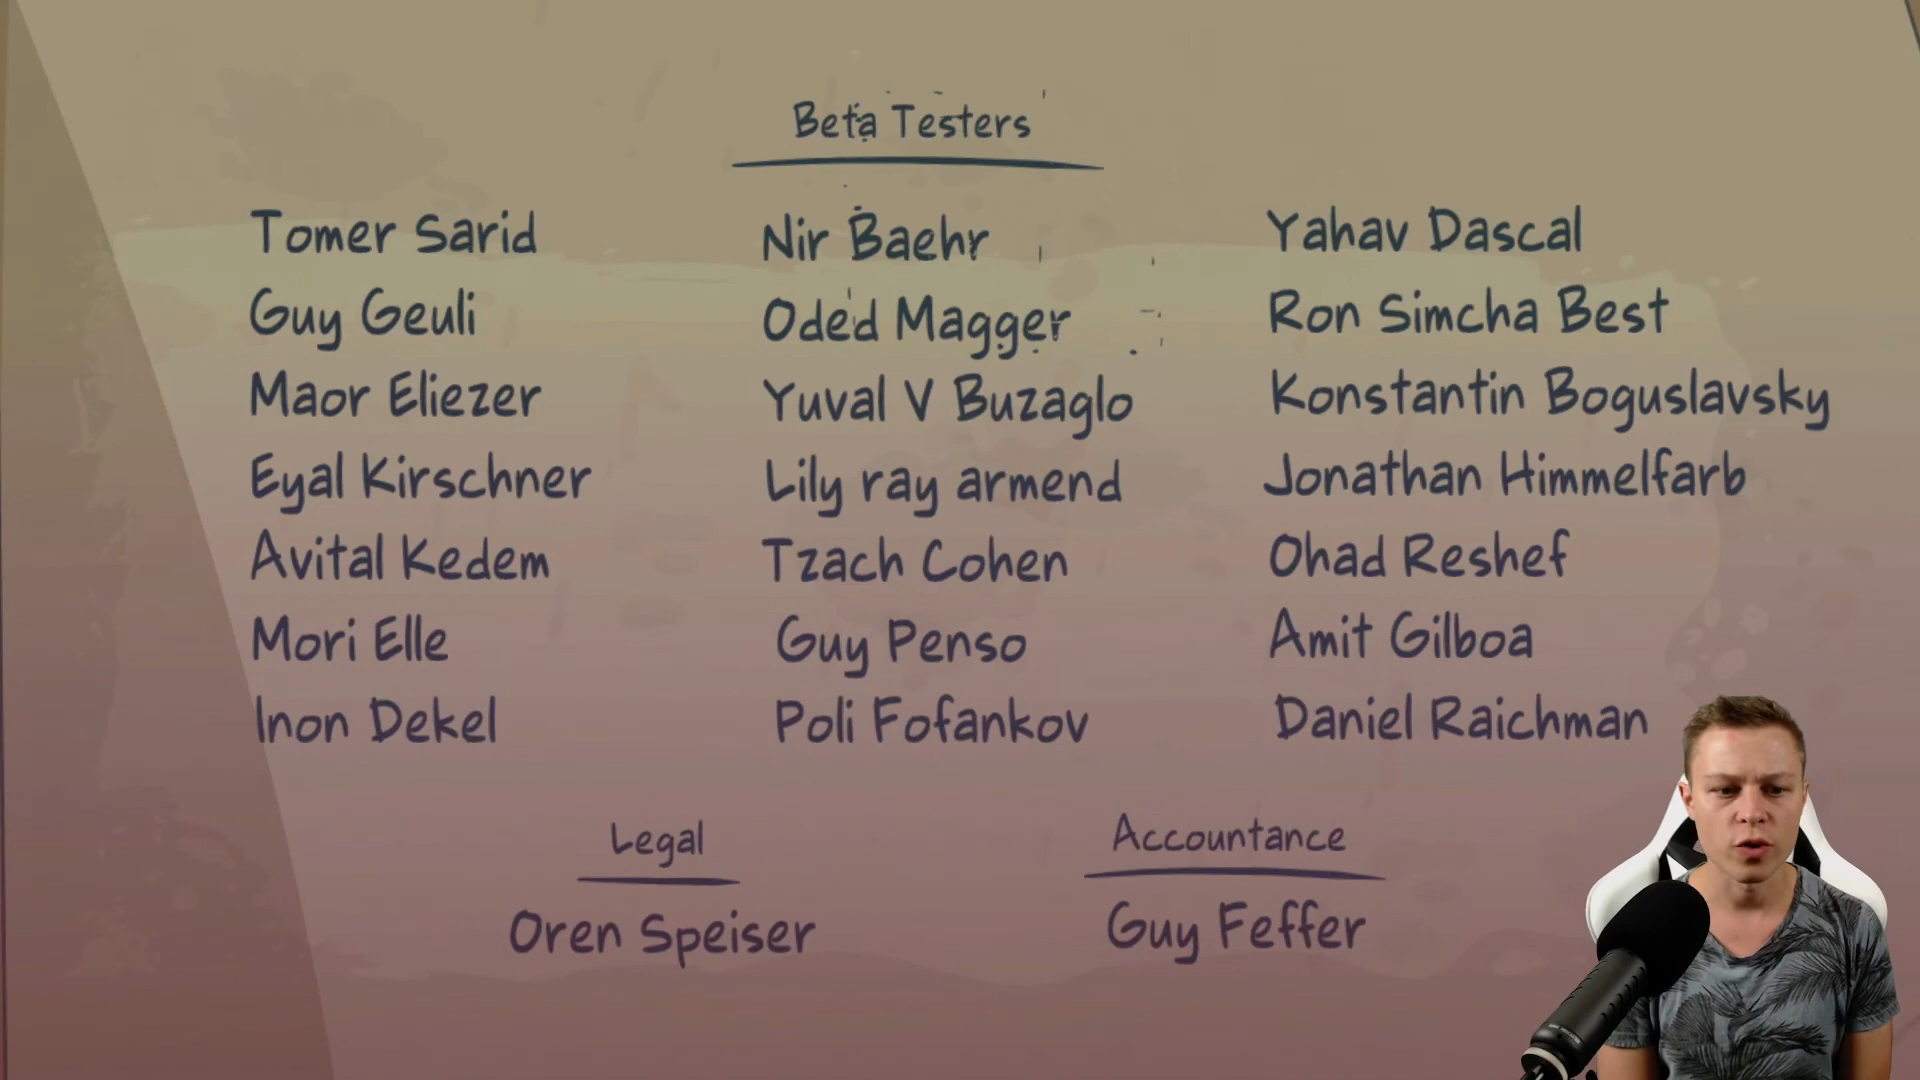 Beta Testers
Tomer Sarid
Nir Baehr
Yahav Dascal
Guy Geuli
Oded Magger
Ron Simcha Best
Maor Eliezer
Yuval V Buzaglo
Konstantin Boguslavsky
Eyal Kirschner
Lily ray armend
Jonathan Himmelfarb
Avital Kedem
Tzach Cohen
Ohad Reshef
Mori Elle
Guy Penso
Amit Gilboa
Inon Dekel
Poli Fofankov
Daniel Raichman
Legal
Accountance
Oren Speiser
Guy Feffer